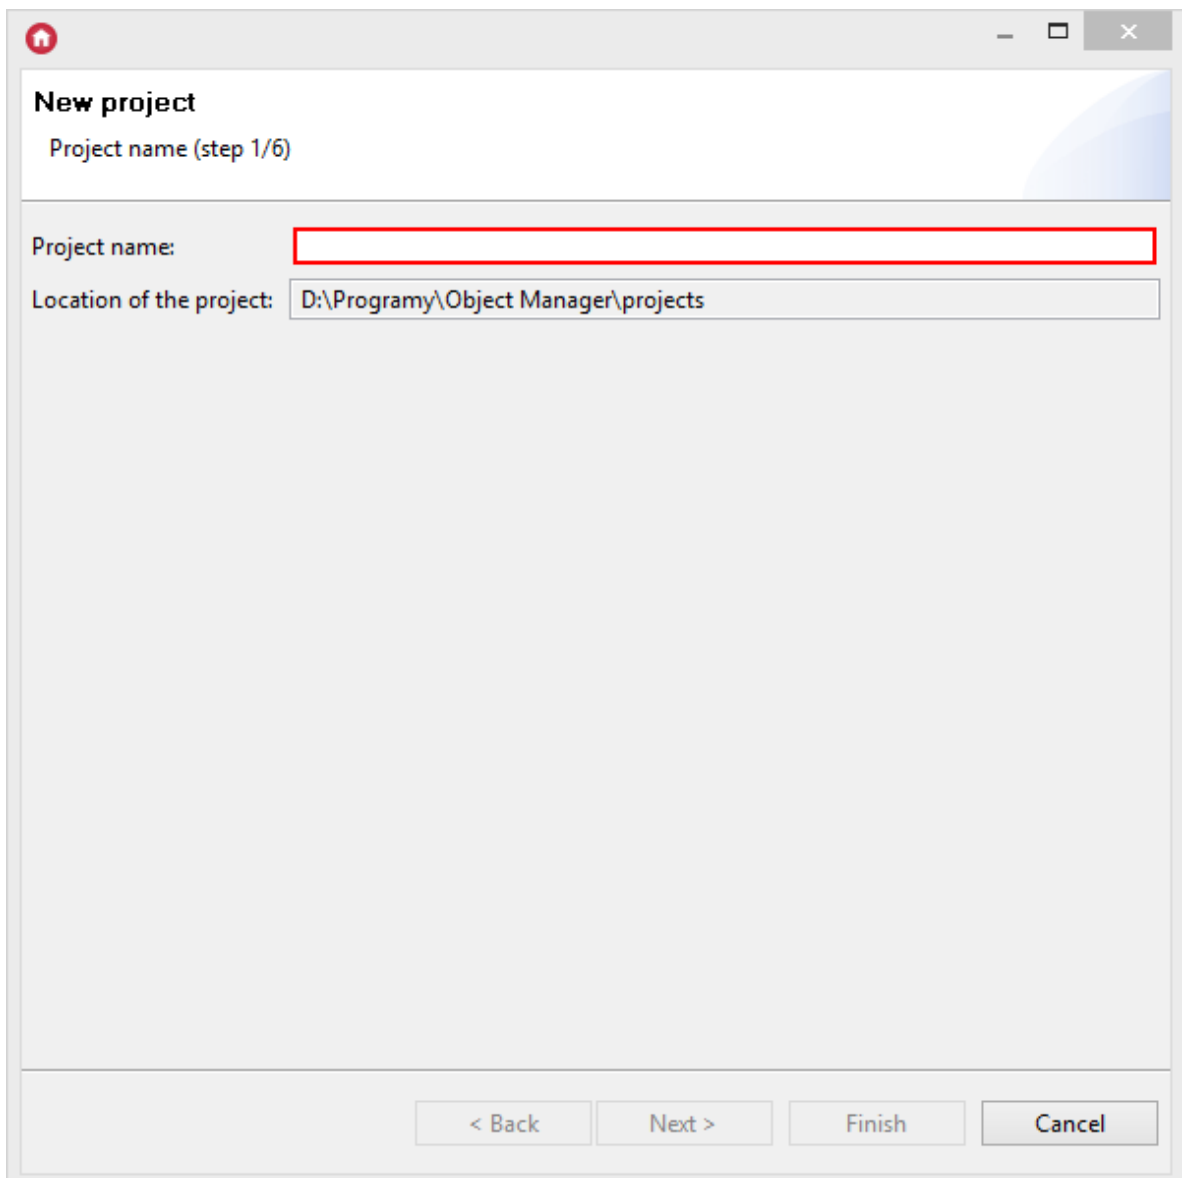 New project
Project name (step 1/6)
Project name:
Location of the project: D:\Programy\Object Manager\projects
< Back Next > Finish Cancel